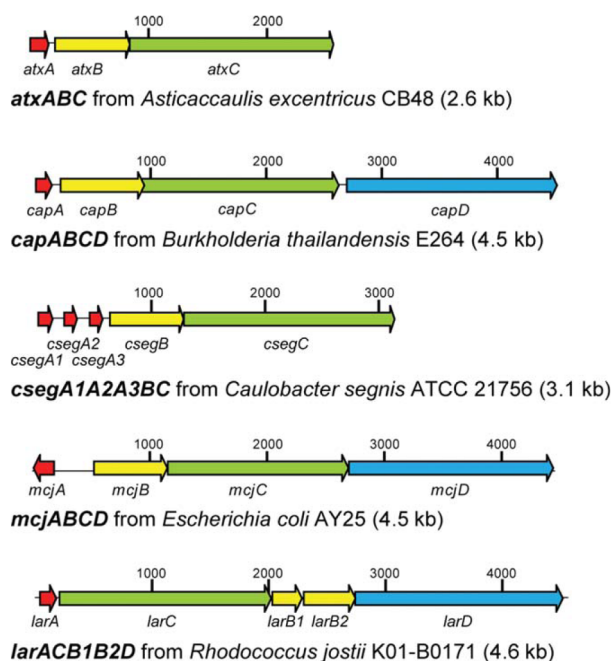 1000 2000
atxA atxB atxC
atxABC from Asticaccaulis excentricus CB48 (2.6 kb)
1000 2000 3000 4000
capA capB capC capD
capABCD from Burkholderia thailandensis E264 (4.5 kb)
1000 2000 3000
csegA2 csegB csegC
csegA1 csegA3
csegA1A2A3BC from Caulobacter segnis ATCC 21756 (3.1 kb)
1000 2000 3000 4000
mcjA mcjB mcjC mcjD
mcjABCD from Escherichia coli AY25 (4.5 kb)
1000 2000 3000 4000
larA larC larB1 larB2 larD
larACB1B2D from Rhodococcus jostii K01-B0171 (4.6 kb)